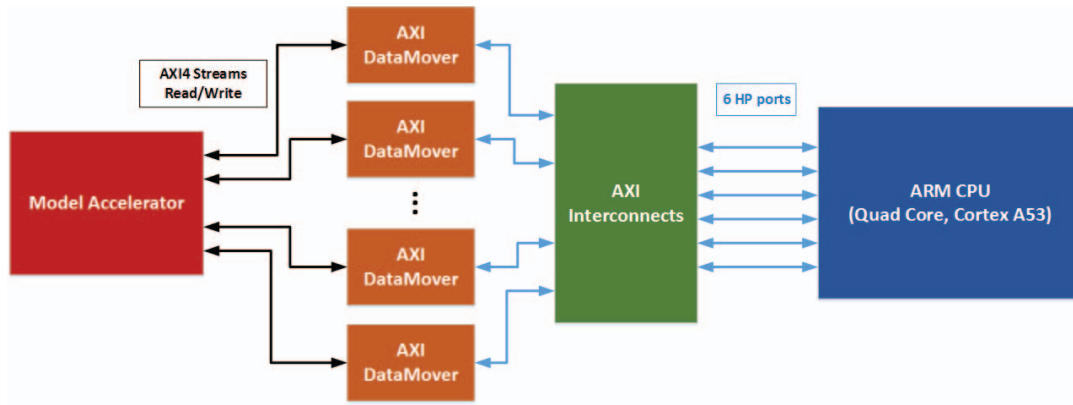 AXI
DataMover
AXI4 Streams
Read/Write
6 HP ports
AXI
DataMover
Model Accelerator
AXI
Interconnects
ARM CPU
(Quad Core, Cortex A53)
AXI
DataMover
AXI
DataMover